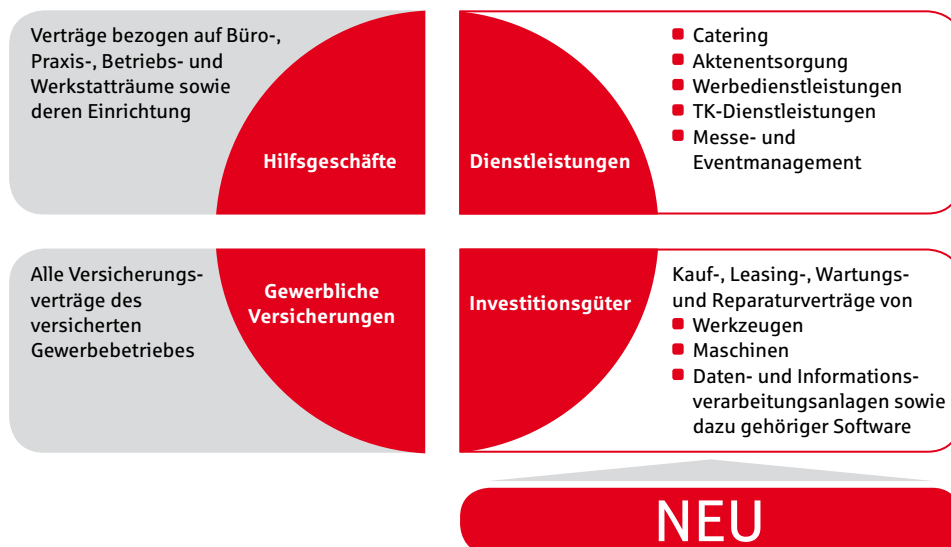 Verträge bezogen auf Büro-,
Praxis-, Betriebs- und
Werkstatträume sowie
deren Einrichtung
Hilfsgeschäfte
Dienstleistungen
Catering
Aktenentsorgung
Werbedienstleistungen
TK-Dienstleistungen
Messe- und
Eventmanagement
Alle Versicherungs-
verträge des
versicherten
Gewerbebetriebes
Gewerbliche
Versicherungen
Investitionsgüter
Kauf-, Leasing-, Wartungs-
und Reparaturverträge von
Werkzeugen
Maschinen
Daten- und Informations-
verarbeitungsanlagen sowie
dazu gehöriger Software
NEU